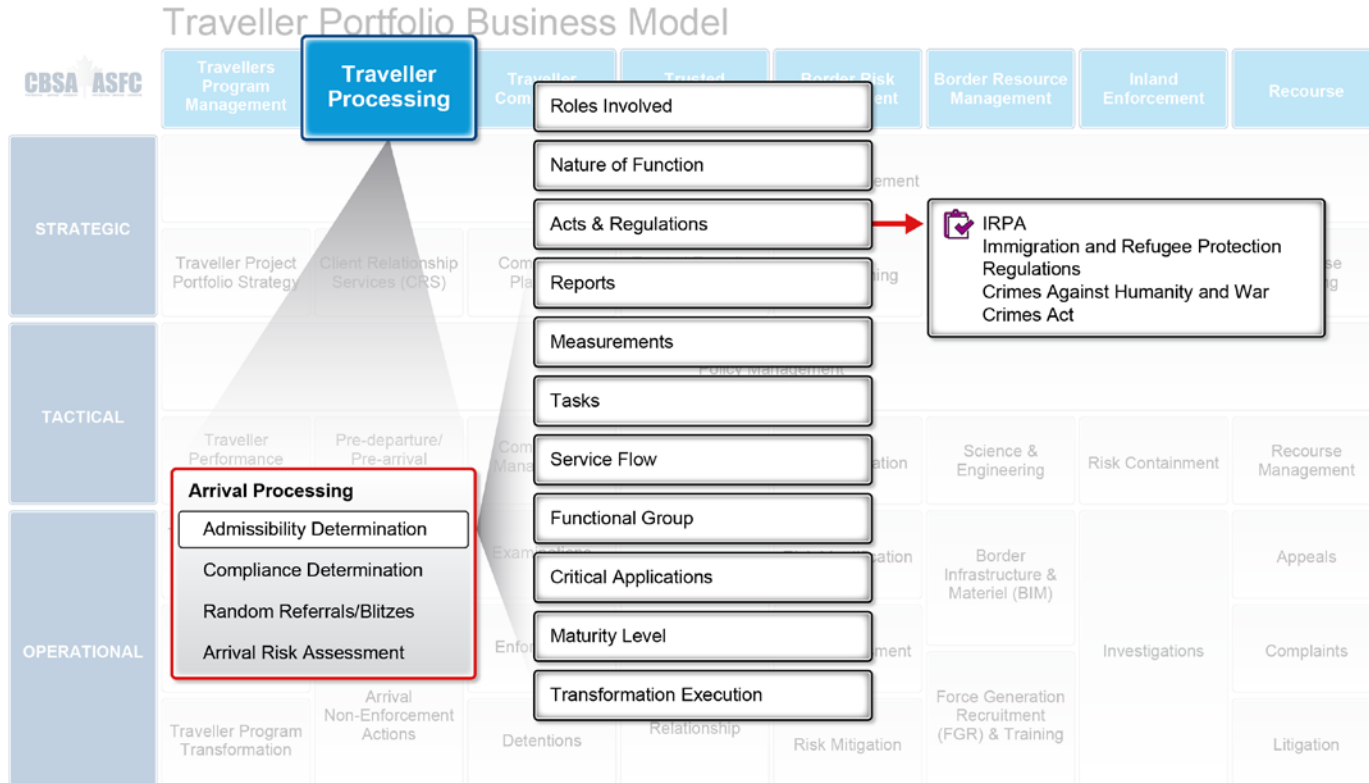 Traveller Portfolio Business Model
CBSA ASFC
Travellers
Program
Management
Traveller
Processing
Border Resource
Management
Inland
Enforcement
Recourse
STRATEGIC
TACTICAL
OPERATIONAL
Traveller Project
Portfolio Strategy
Client Relationship
Services (CRS)
Policy Management
Traveller
Performance
Pre-departure/
Pre-arrival
Science &
Engineering
Risk Containment
Recourse
Management
Border
Infrastructure &
Materiel (BIM)
Appeals
Investigations
Complaints
Arrival
Non-Enforcement
Actions
Force Generation
Recruitment
(FGR) & Training
Traveller Program
Transformation
Detentions
Relationship
Risk Mitigation
Litigation
Arrival Processing
Admissibility Determination
Compliance Determination
Random Referrals/Blitzes
Arrival Risk Assessment
Roles Involved
Nature of Function
Acts & Regulations
Reports
Measurements
Tasks
Service Flow
Functional Group
Critical Applications
Maturity Level
Transformation Execution
IRPA
Immigration and Refugee Protection
Regulations
Crimes Against Humanity and War
Crimes Act